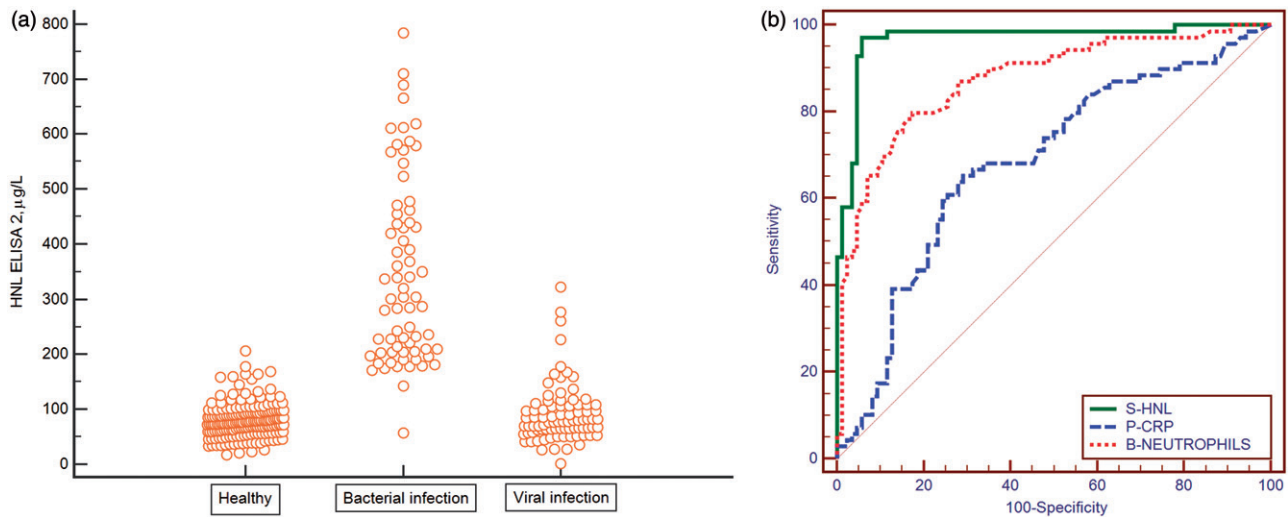 (a)
800
700
600
500
400
300
200
100
0
HNL ELISA 2,µg/L
Healthy
Bacterial infection
Viral infection
(b)
100
80
60
40
20
0
Sensitivity
0 20 40 60 80 100
100-Specificity
S-HNL
P-CRP
B-NEUTROPHILS